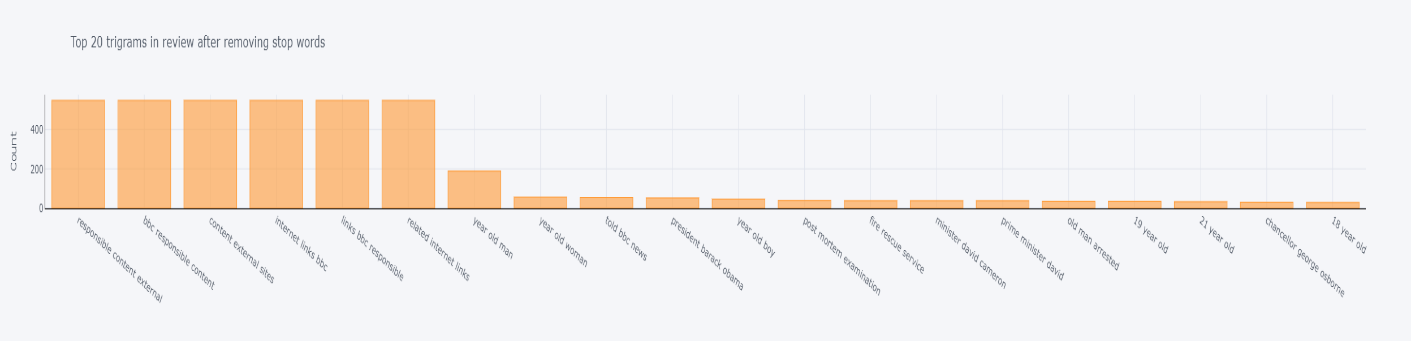 Top 20 trigrams in review after removing stop words
Count
400
200
0
responsible content external
bbc responsible content
content external sites
internet links bbc
links bbc responsible
related internet links
year old man
year old woman
told bbc news
president barack obama
year old boy
post mortem examination
fire rescue service
minister david cameron
prime minister david
old man arrested
19 year old
21 year old
chancellor george osborne
18 year old